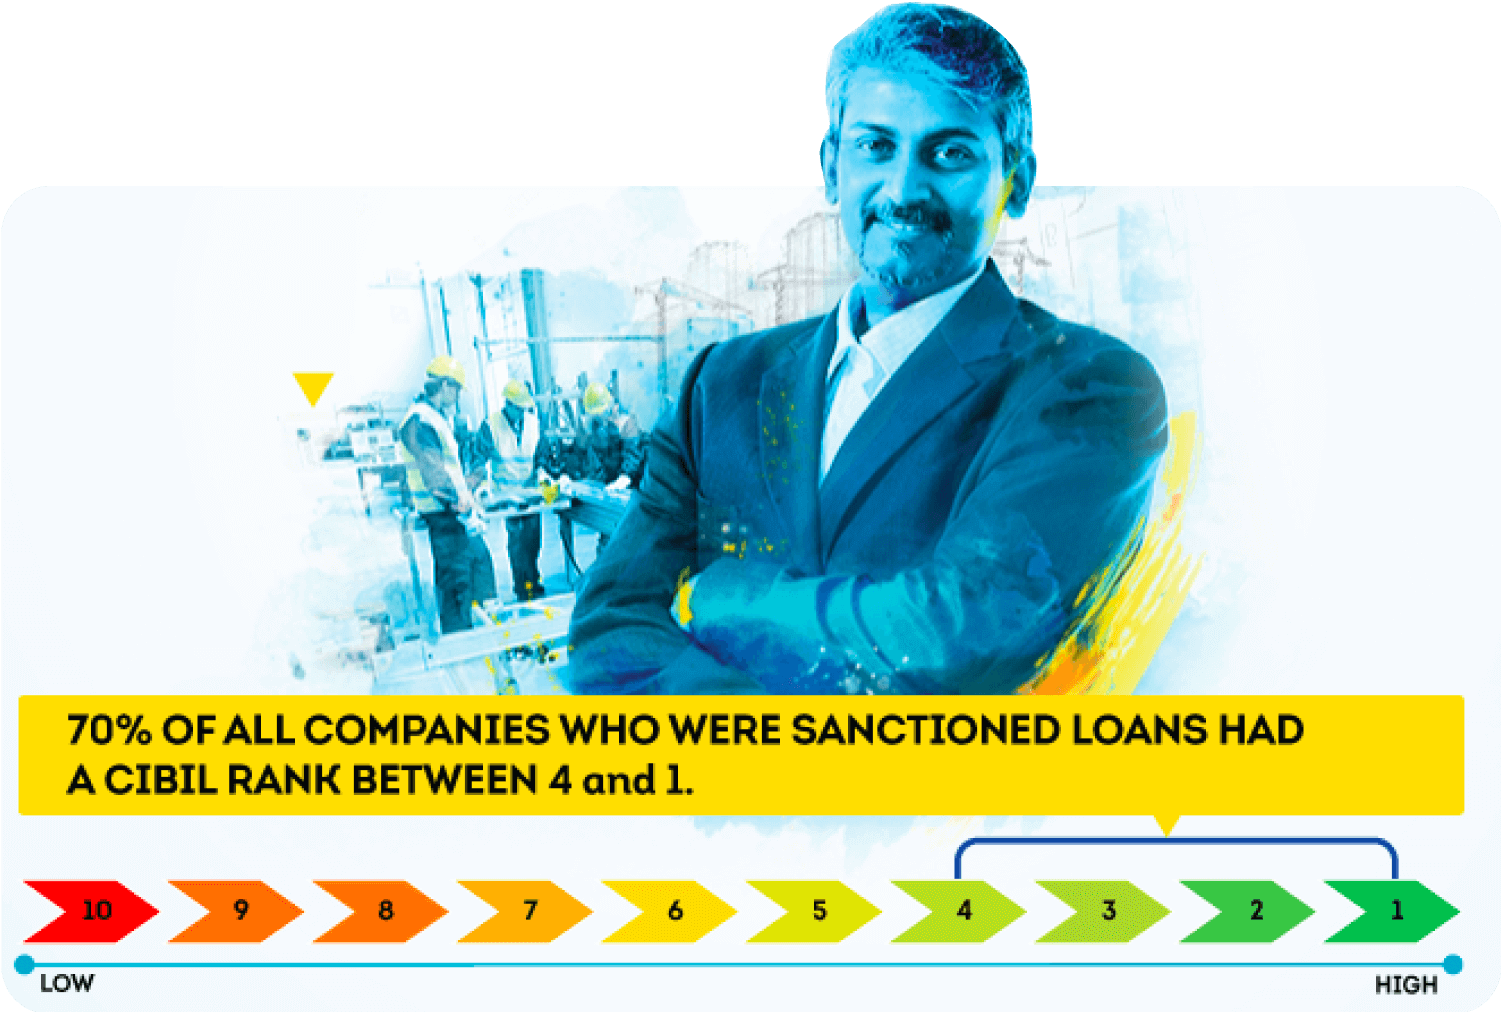 70% OF ALL COMPANIES WHO WERE SANCTIONED LOANS HAD
A CIBIL RANK BETWEEN 4 and 1.
10 9 8 7 6 5 4 3 2 1
LOW HIGH